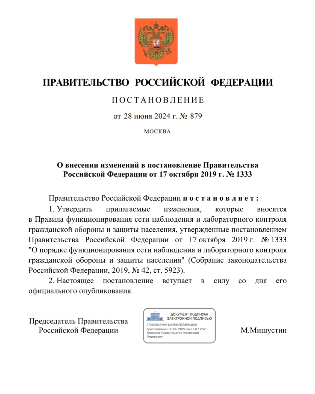 ПРАВИТЕЛЬСТВО РОССИЙСКОЙ ФЕДЕРАЦИИ
ПОСТАНОВЛЕНИЕ
от 28 июня 2024 г. № 879
МОСКВА
О внесении изменений в постановление Правительства
Российской Федерации от 17 октября 2019 г. № 1333
Правительство Российской Федерации постановляет:
1. Утвердить прилагаемые изменения, которые вносятся
в Правила функционирования сети наблюдения и лабораторного контроля
гражданской обороны и защиты населения, утвержденные постановлением
Правительства Российской Федерации от 17 октября 2019 г. № 1333
"О порядке функционирования сети наблюдения и лабораторного контроля
гражданской обороны и защиты населения" (Собрание законодательства
Российской Федерации, 2019, № 42, ст. 5923).
2. Настоящее постановление вступает в силу со дня его
официального опубликования.
Председатель Правительства
Российской Федерации
ДОКУМЕНТ ПОДПИСАН
ЭЛЕКТРОННОЙ ПОДПИСЬЮ
М.Мишустин